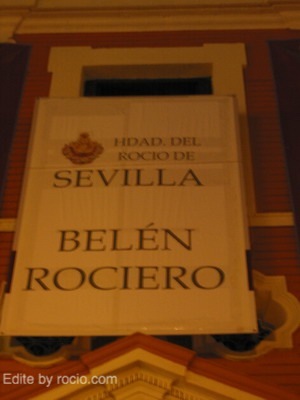 HDAD. DEL
ROCIO DE
SEVILLA
BELÉN
ROCIERO
Edite by rocio.com